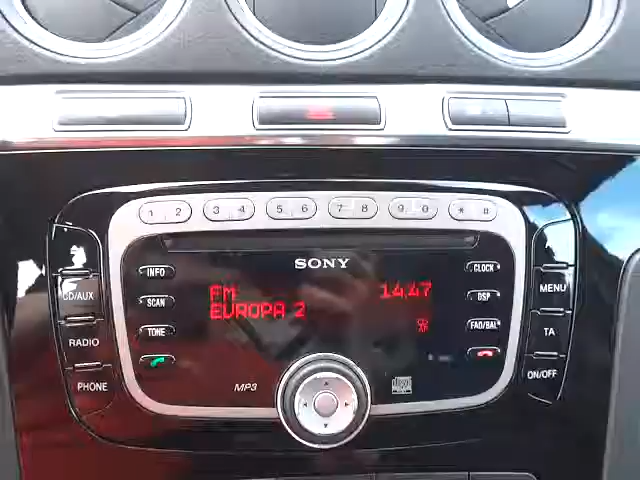 1 2 3 4 5 6 7 8 9 0 *
SONY
INFO
SCAN
TONE
CLOCK
DSP
FAD/BAL
FM 14:47
EUROPA 2
CD/AUX
RADIO
PHONE
MENU
TA
ON/OFF
MP3